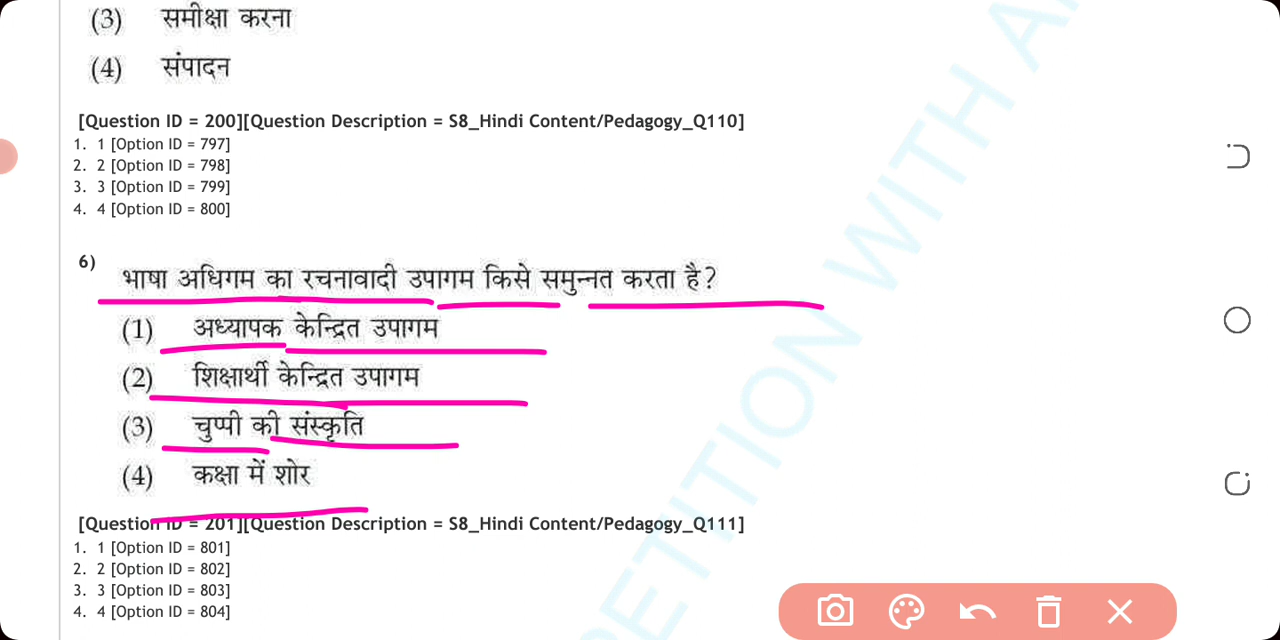 (3) समीक्षा करना
(4) संपादन
[Question ID = 200][Question Description = S8_Hindi Content/Pedagogy_Q110]
1. 1 [Option ID = 797]
2. 2 [Option ID = 798]
3. 3 [Option ID = 799]
4. 4 [Option ID = 800]
6)
भाषा अधिगम का रचनावादी उपागम किसे समुन्नत करता है?
(1) अध्यापक केन्द्रित उपागम
(2) शिक्षार्थी केन्द्रित उपागम
(3) चुप्पी की संस्कृति
(4) कक्षा में शोर
[Question ID = 201][Question Description = S8_Hindi Content/Pedagogy_Q111]
1. 1 [Option ID = 801]
2. 2 [Option ID = 802]
3. 3 [Option ID = 803]
4. 4 [Option ID = 804]
WITH